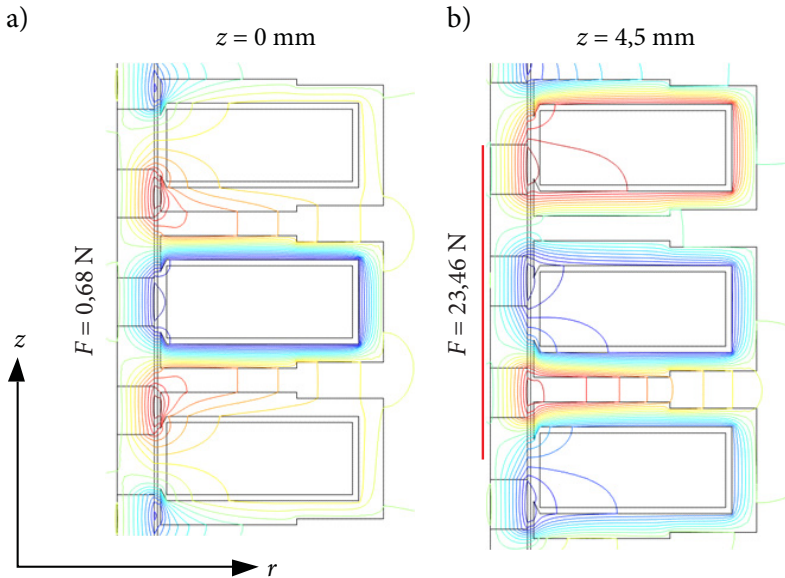 a)
z = 0 mm
F = 0,68 N
z
r
b)
z = 4,5 mm
F = 23,46 N